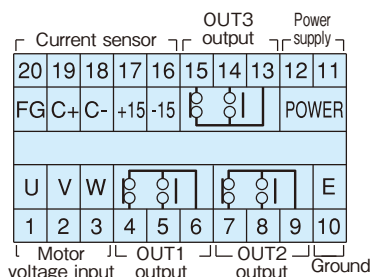 OUT3 Power
Current sensor output supply
20 19 18 17 16 15 14 13 12 11
FG C+ C- +15 -15 POWER
U V W E
1 2 3 4 5 6 7 8 9 10
Motor OUT1 OUT2 Ground
voltage input output output